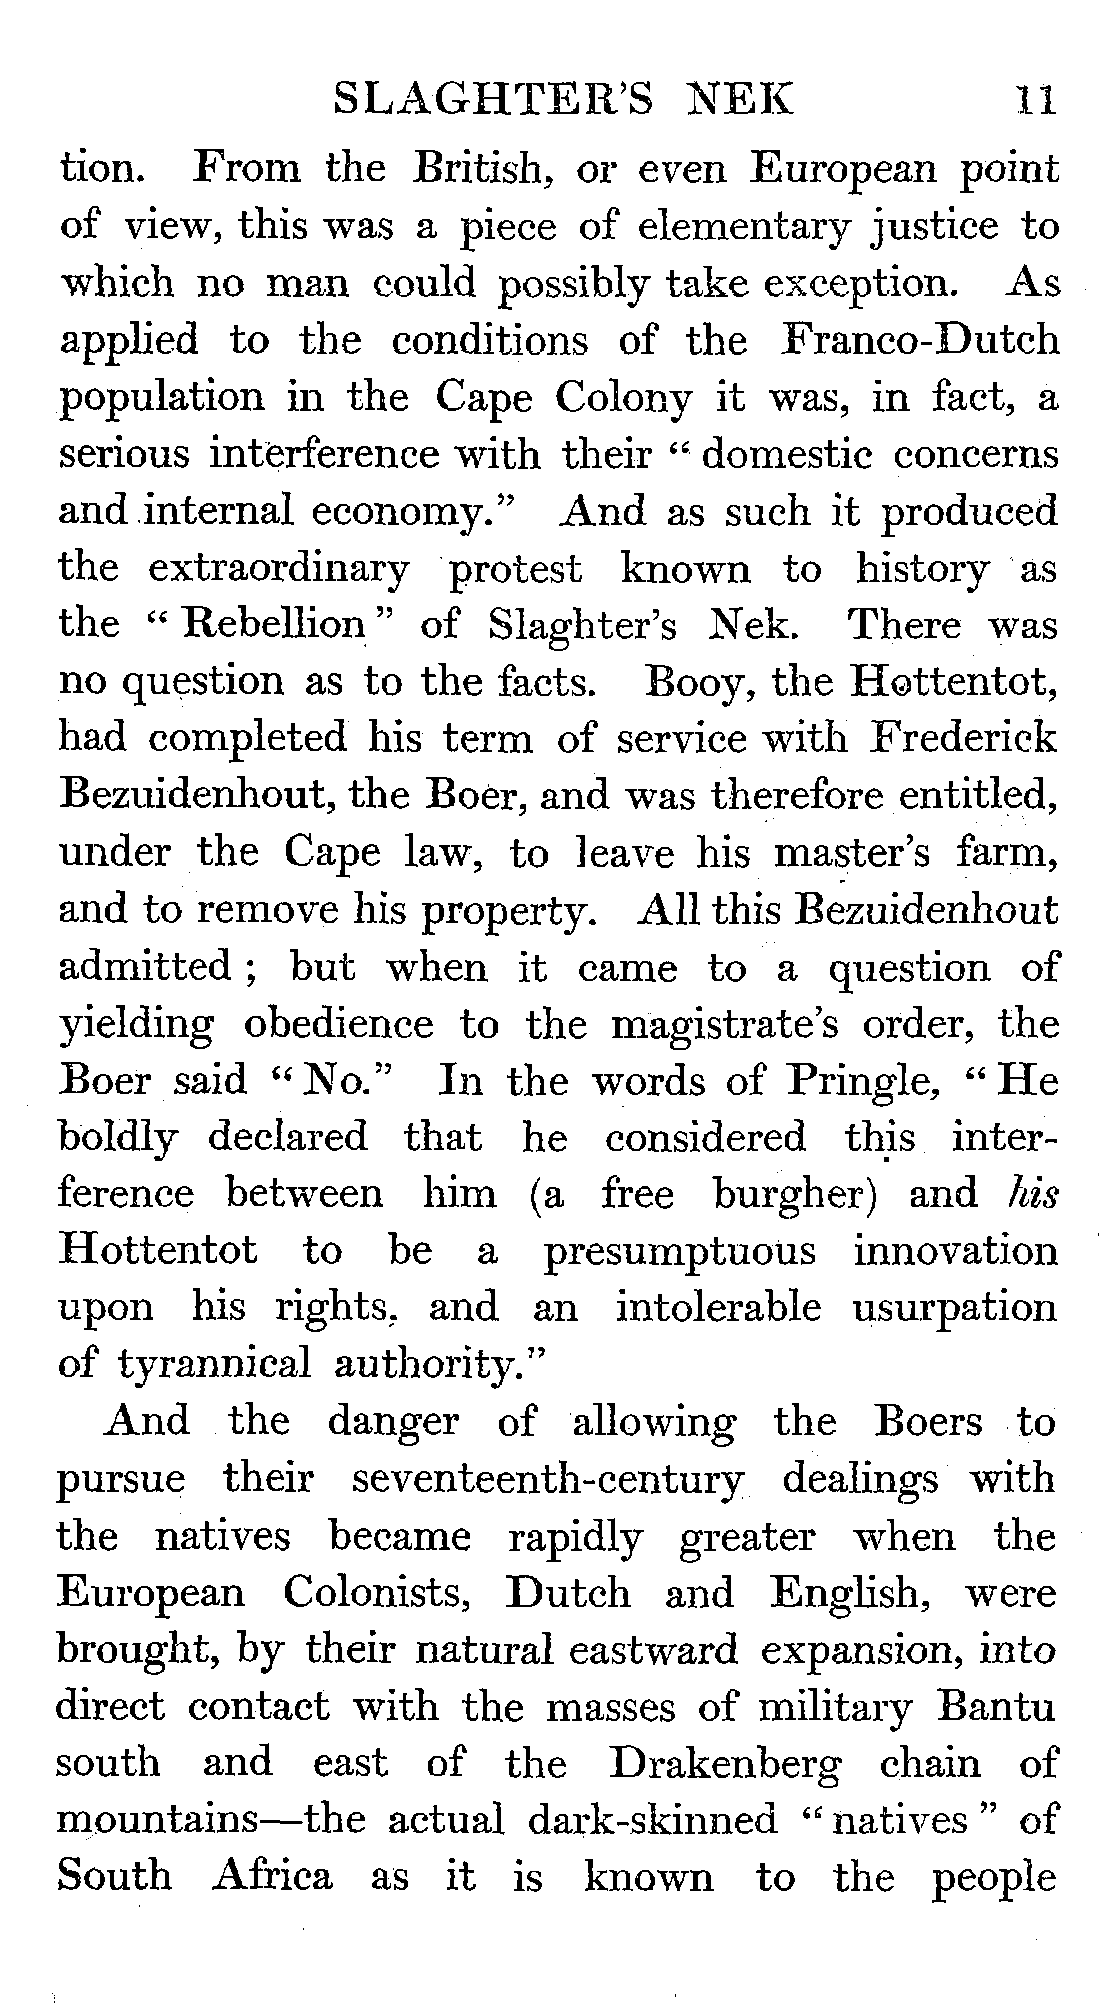 SLAGHTER'S NEK 11
tion. From the British, or even European point
of view, this was a piece of elementary justice to
which no man could possibly take exception. As
applied to the conditions of the Franco-Dutch
population in the Cape Colony it was, in fact, a
serious interference with their “ domestic concerns
and internal economy.” And as such it produced
the extraordinary protest known to history as
the “ Rebellion ” of Slaghter's Nek. There was
no question as to the facts. Booy, the Hottentot,
had completed his term of service with Frederick
Bezuidenhout, the Boer, and was therefore entitled,
under the Cape law, to leave his master's farm,
and to remove his property. All this Bezuidenhout
admitted ; but when it came to a question of
yielding obedience to the magistrate's order, the
Boer said “ No.” In the words of Pringle, “ He
boldly declared that he considered this inter-
ference between him (a free burgher) and his
Hottentot to be a presumptuous innovation
upon his rights, and an intolerable usurpation
of tyrannical authority.”
And the danger of allowing the Boers to
pursue their seventeenth-century dealings with
the natives became rapidly greater when the
European Colonists, Dutch and English, were
brought, by their natural eastward expansion, into
direct contact with the masses of military Bantu
south and east of the Drakenberg chain of
mountains—the actual dark-skinned “ natives ” of
South Africa as it is known to the people